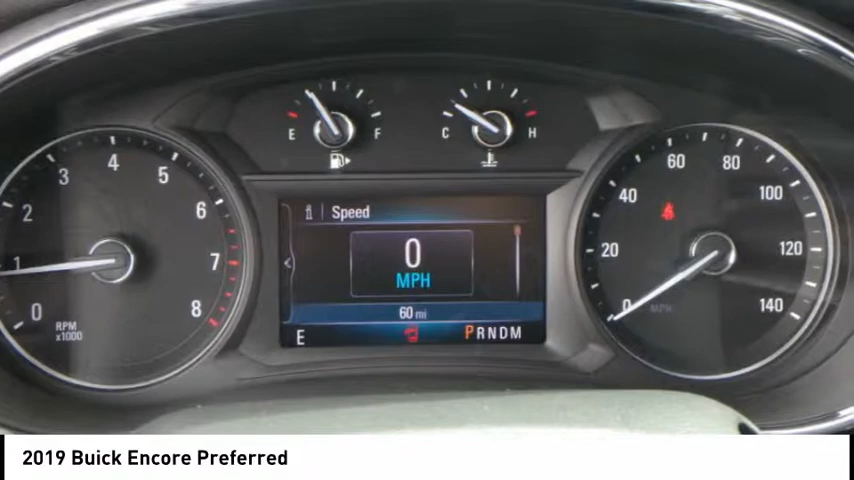 E F
C H
0 1 2 3 4 5 6 7 8
RPM
x1000
i Speed
0
MPH
60 mi
E PRNDM
0 20 40 60 80 100 120 140
MPH
2019 Buick Encore Preferred